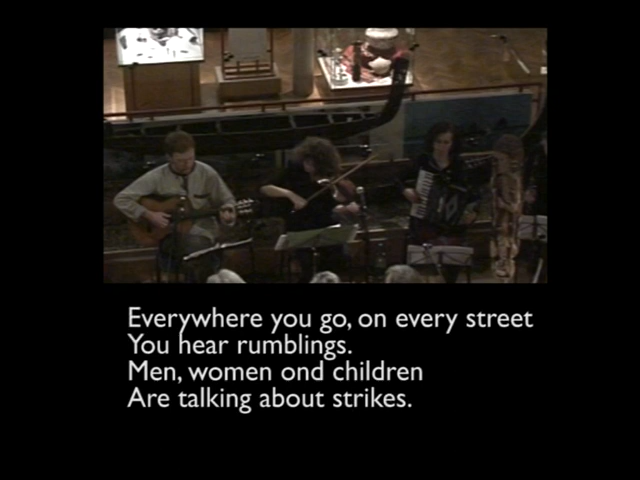 Everywhere you go, on every street
You hear rumblings.
Men, women ond children
Are talking about strikes.